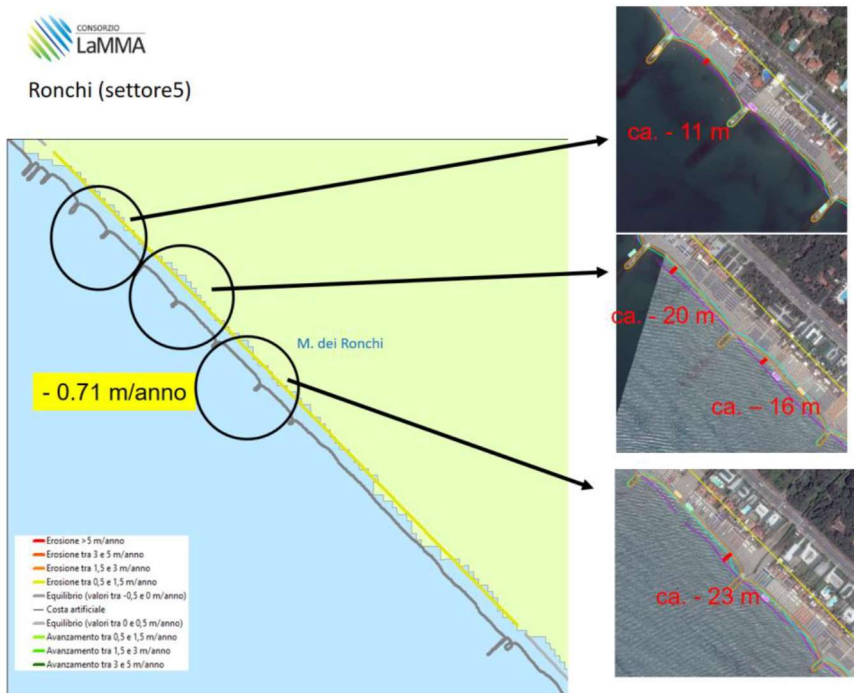 CONSORZIO
LaMMA
Ronchi (settore5)
ca. - 11 m
ca. - 20 m
M. dei Ronchi
- 0.71 m/anno
ca. – 16 m
Erosione >5 m/anno
Erosione tra 3 e 5 m/anno
Erosione tra 1,5 e 3 m/anno
Erosione tra 0,5 e 1,5 m/anno
Equilibrio (valori tra -0,5 e 0 m/anno)
Costa artificiale
Equilibrio (valori tra 0 e 0,5 m/anno)
Avanzamento tra 0,5 e 1,5 m/anno
Avanzamento tra 1,5 e 3 m/anno
Avanzamento tra 3 e 5 m/anno
ca. - 23 m